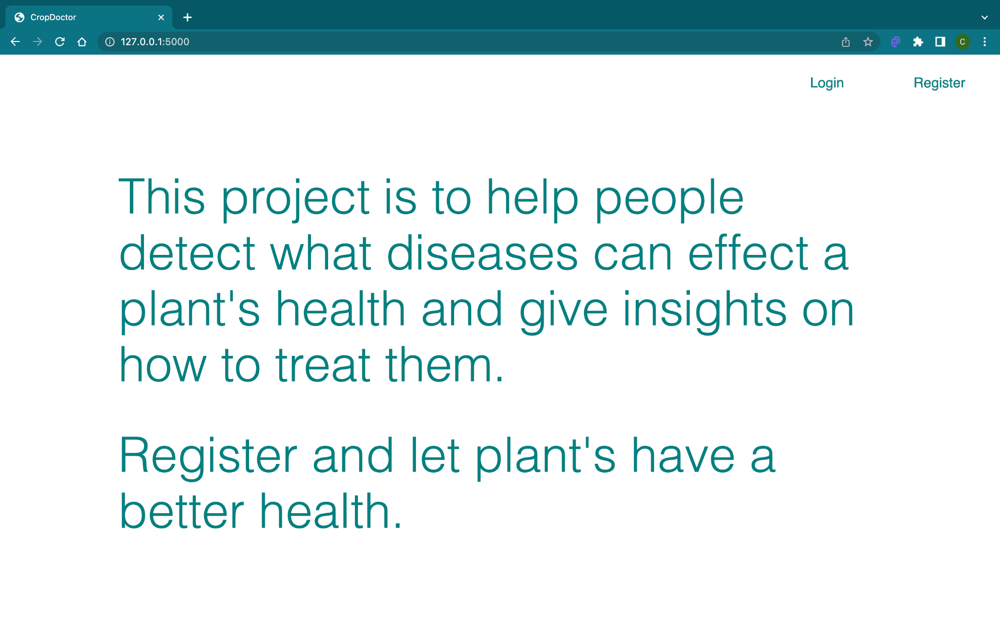 CropDoctor
127.0.0.1:5000
C
Login Register
This project is to help people
detect what diseases can effect a
plant's health and give insights on
how to treat them.
Register and let plant's have a
better health.